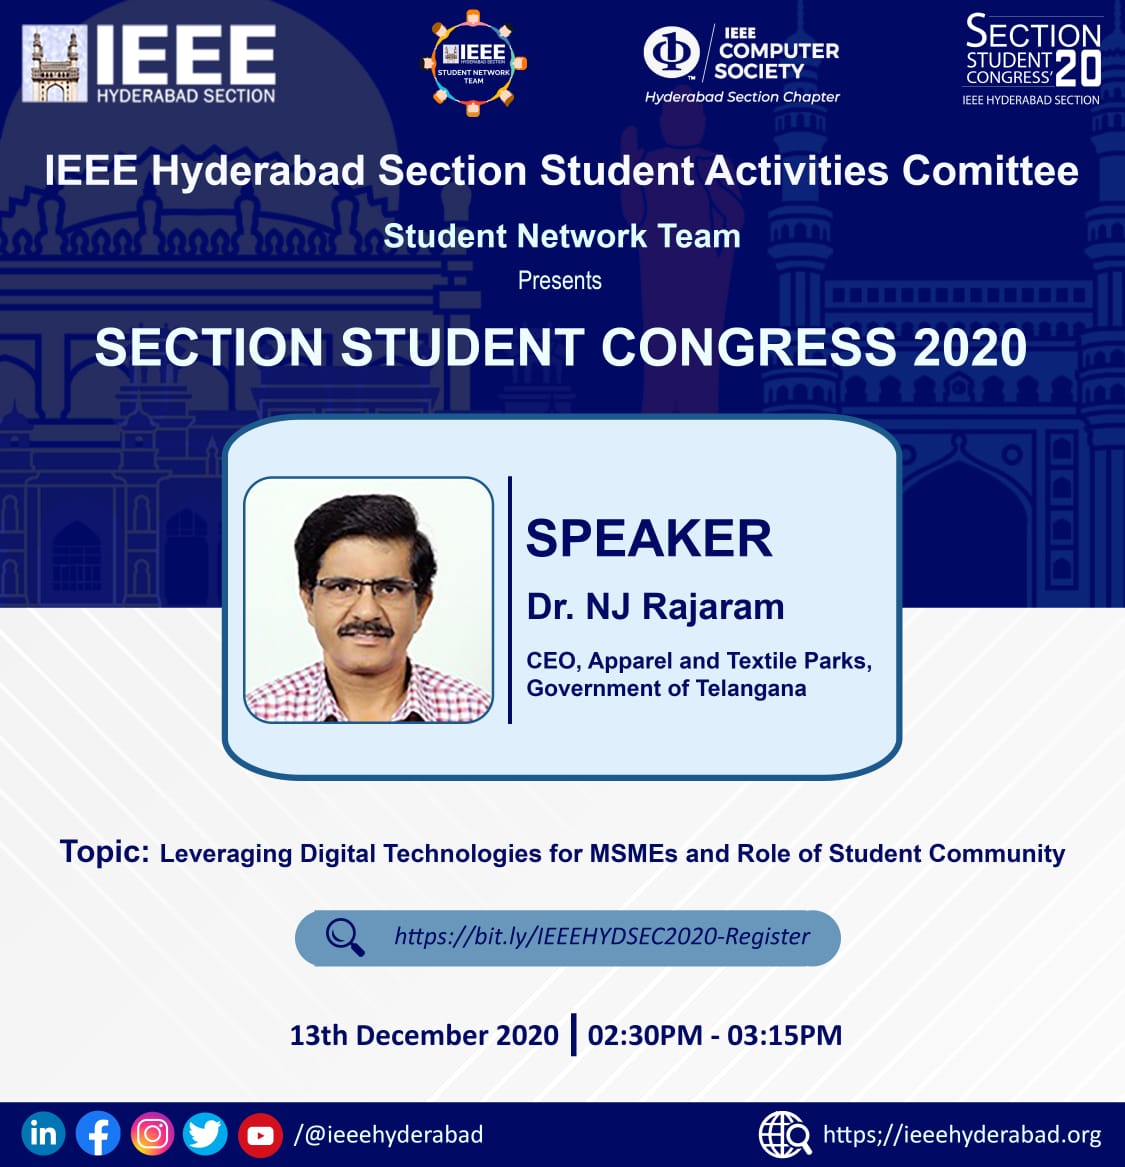 IEEE
HYDERABAD SECTION
IEEE
HYDERABAD SECTION
STUDENT NETWORK
TEAM
IEEE
COMPUTER
SOCIETY
TM
Hyderabad Section Chapter
SECTION
STUDENT
CONGRESS'20
IEEE HYDERABAD SECTION
IEEE Hyderabad Section Student Activities Comittee
Student Network Team
Presents
SECTION STUDENT CONGRESS 2020
SPEAKER
Dr. NJ Rajaram
CEO, Apparel and Textile Parks,
Government of Telangana
Topic: Leveraging Digital Technologies for MSMEs and Role of Student Community
https://bit.ly/IEEEHYDSEC2020-Register
13th December 2020 | 02:30PM - 03:15PM
/@ieeehyderabad
https;//ieeehyderabad.org